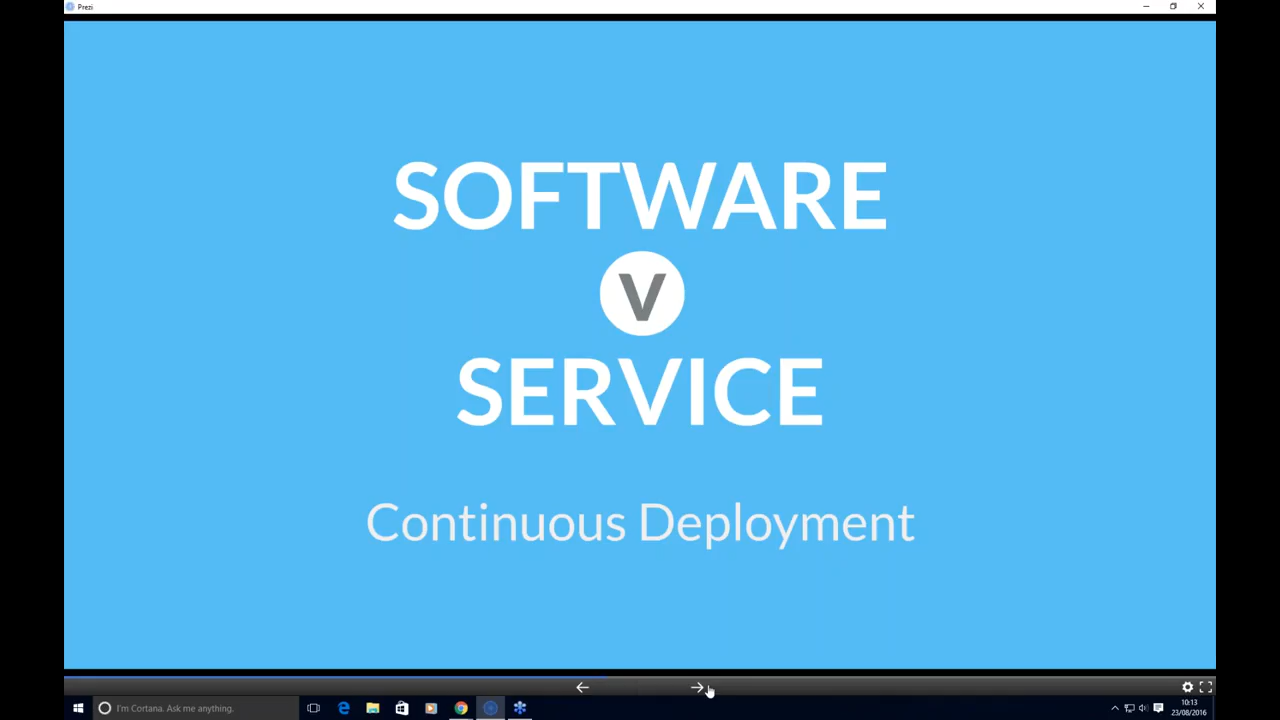 Prezi
SOFTWARE
V
SERVICE
Continuous Deployment
I'm Cortana. Ask me anything.
10:13
23/08/2016